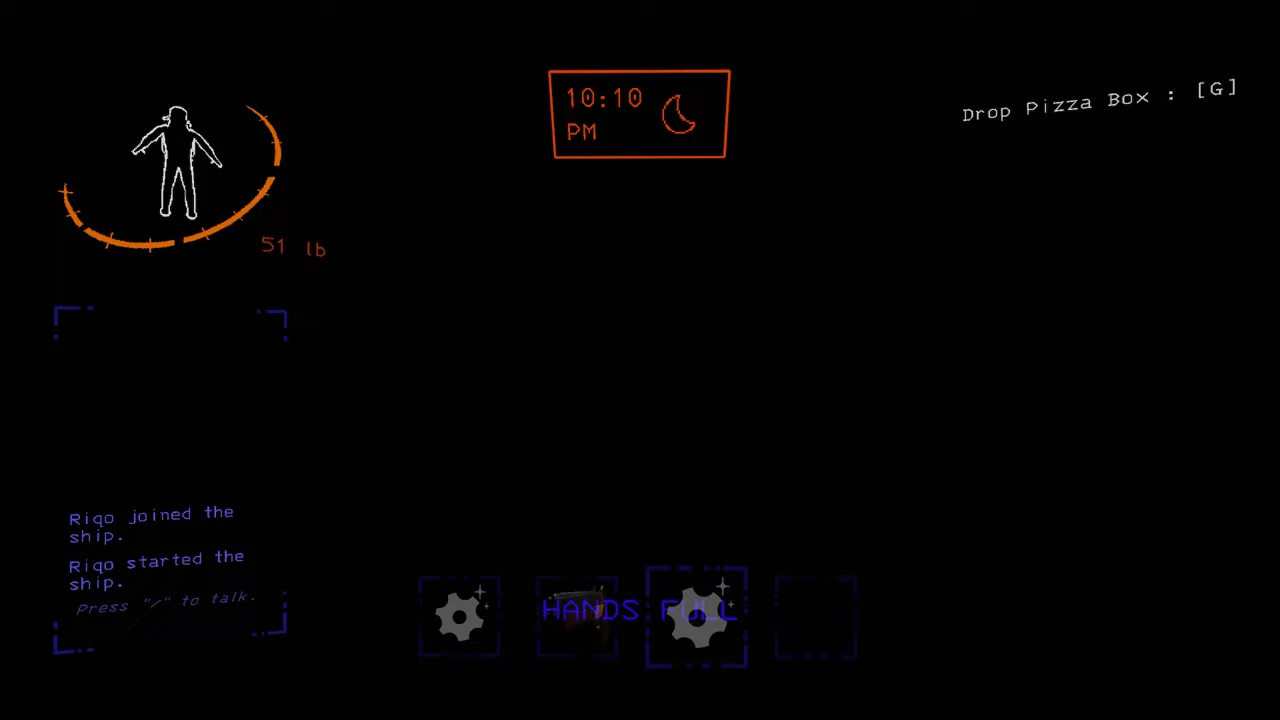 10:10
PM
Drop Pizza Box : [G]
51 lb
Riqo joined the
ship.
Riqo started the
ship.
Press "/" to talk.
HANDS FULL